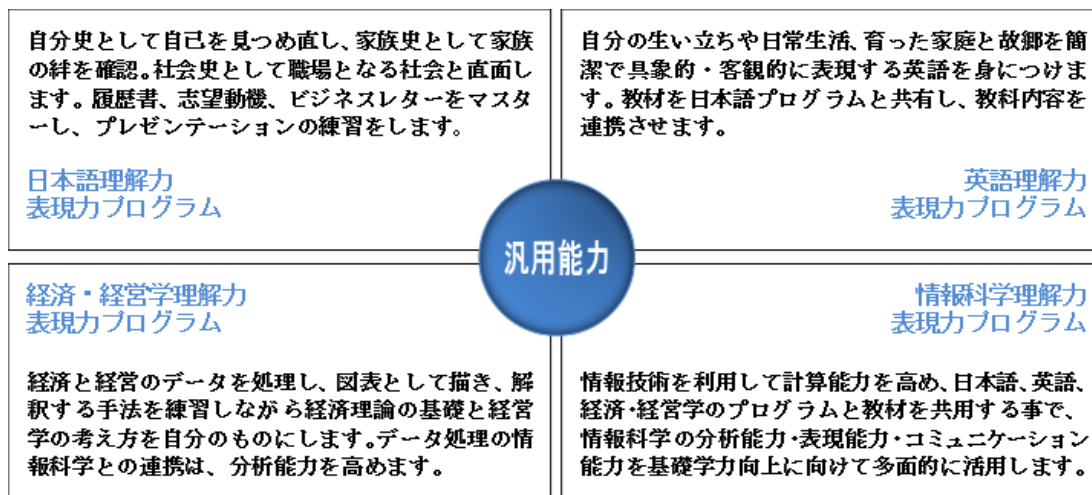 自分史として自己を見つめ直し、家族史として家族
の絆を確認。社会史として職場となる社会と直面し
ます。履歴書、志望動機、ビジネスレターをマスタ
ーし、プレゼンテーションの練習をします。
日本語理解力
表現力プログラム
自分の生い立ちや日常生活、育った家庭と故郷を簡
潔で具象的・客観的に表現する英語を身につけま
す。教材を日本語プログラムと共有し、教科内容を
連携させます。
英語理解力
表現力プログラム
汎用能力
経済・経営学理解力
表現力プログラム
経済と経営のデータを処理し、図表として描き、解
釈する手法を練習しながら経済理論の基礎と経営
学の考え方を自分のものにします。データ処理の情
報科学との連携は、分析能力を高めます。
情報科学理解力
表現力プログラム
情報技術を利用して計算能力を高め、日本語、英語、
経済・経営学のプログラムと教材を共用する事で、
情報科学の分析能力・表現能力・コミュニケーション
能力を基礎学力向上に向けて多面的に活用します。